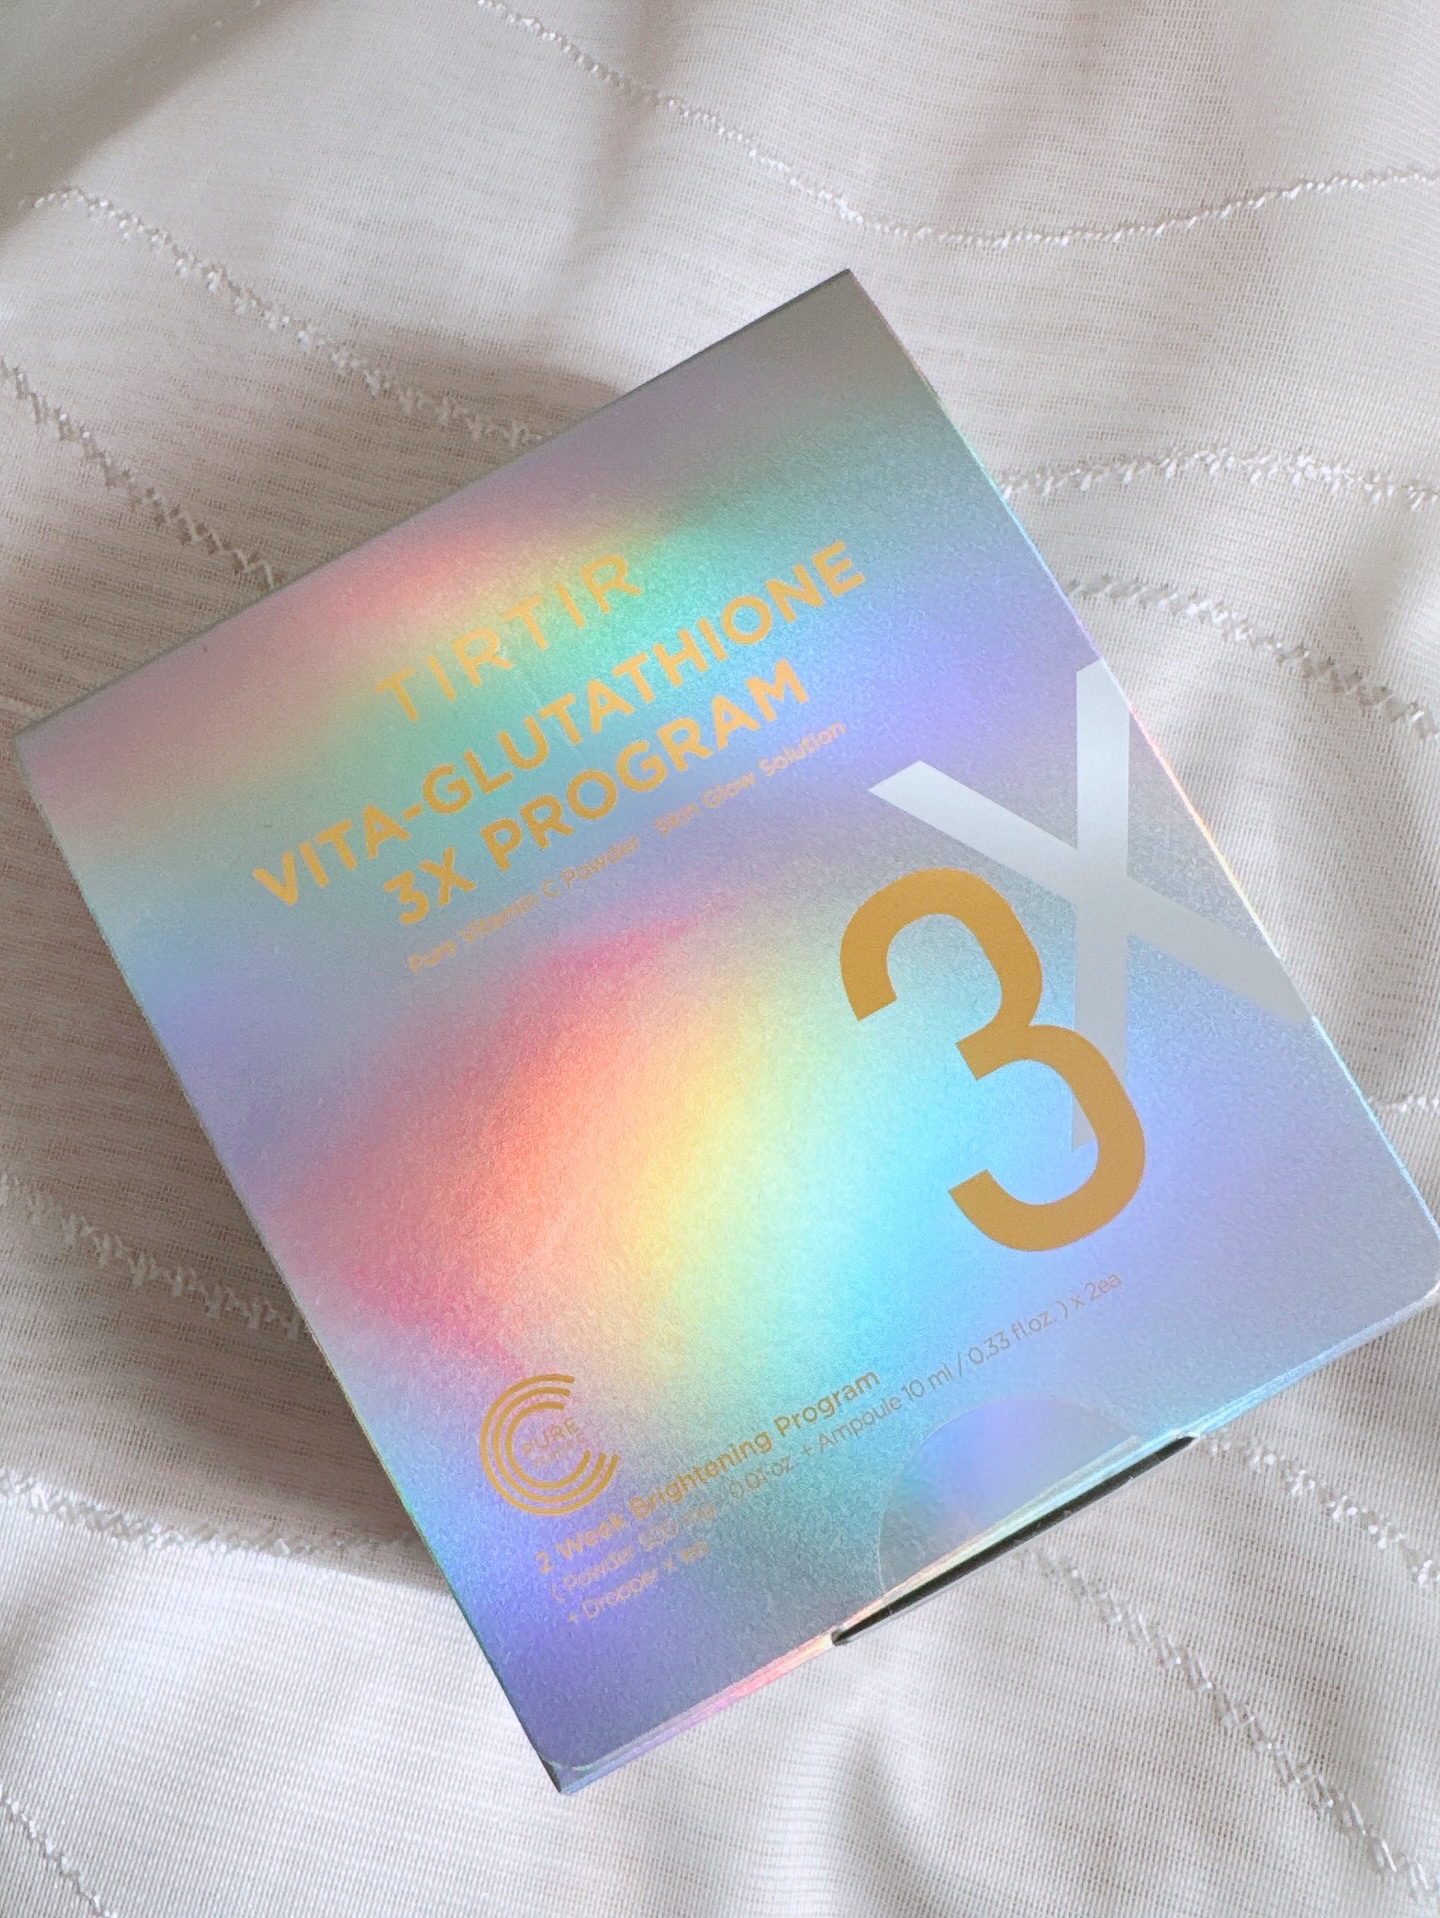 TIRTIR
VITA-GLUTATHIONE
3X PROGRAM
Pure Vitamin C Powder Skin Glow Solution
3X
C
PURE
2 Week Brightening Program
( Powder 500 mg / 0.01 oz + Ampoule 10 ml / 0.33 fl.oz. ) x 2ea
+ Dropper x 1ea